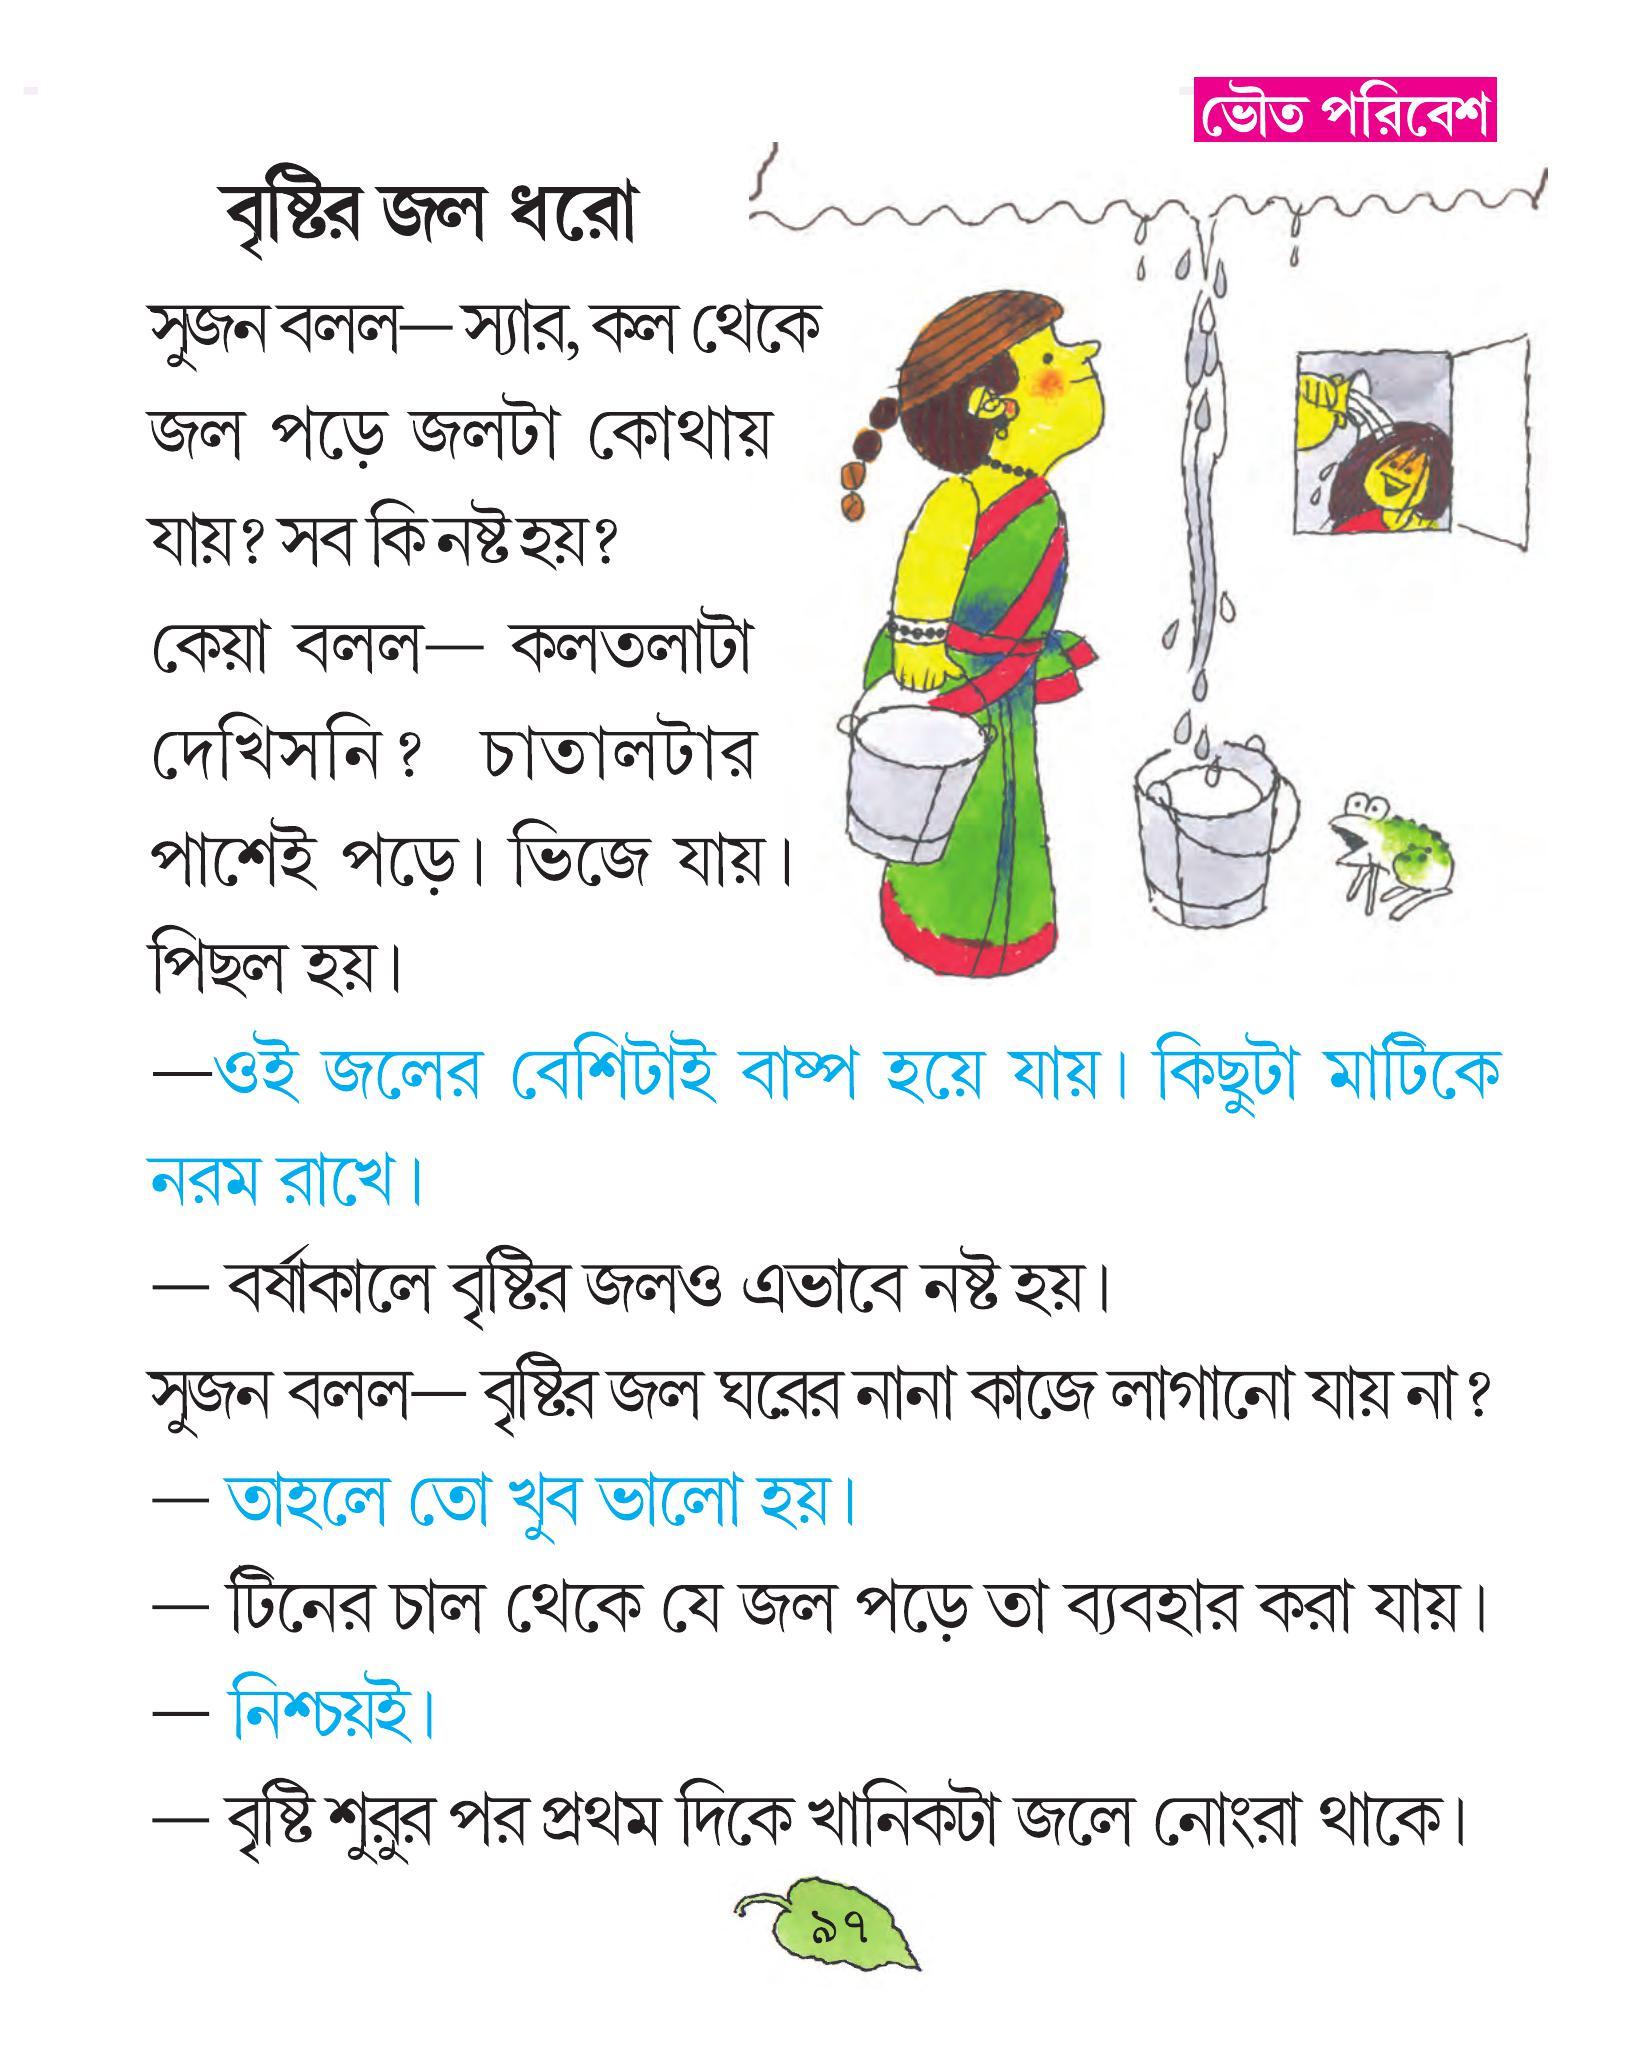 ভৌত পরিবেশ
বৃষ্টির জল ধরো
সুজন বলল— স্যার, কল থেকে
জল পড়ে জলটা কোথায়
যায়? সব কি নষ্ট হয়?
কেয়া বলল— কলতলাটা
দেখিসনি? চাতালটার
পাশেই পড়ে। ভিজে যায়।
পিছল হয়।
—ওই জলের বেশিটাই বাষ্প হয়ে যায়। কিছুটা মাটিকে
নরম রাখে।
— বর্ষাকালে বৃষ্টির জলও এভাবে নষ্ট হয়।
সুজন বলল— বৃষ্টির জল ঘরের নানা কাজে লাগানো যায় না?
— তাহলে তো খুব ভালো হয়।
— টিনের চাল থেকে যে জল পড়ে তা ব্যবহার করা যায়।
— নিশ্চয়ই।
— বৃষ্টি শুরুর পর প্রথম দিকে খানিকটা জলে নোংরা থাকে।
৯৭